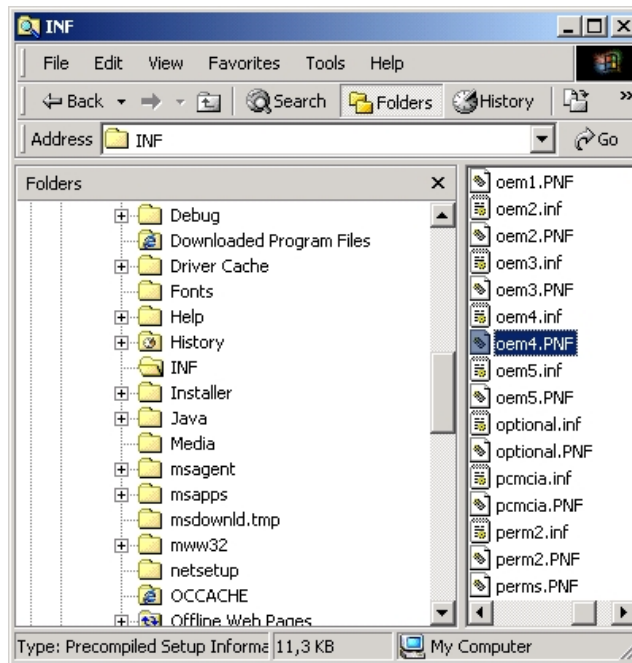 INF
File Edit View Favorites Tools Help
Back Search Folders History »
Address INF Go
Folders
Debug
Downloaded Program Files
Driver Cache
Fonts
Help
History
INF
Installer
Java
Media
msagent
msapps
msdownld.tmp
mww32
netsetup
OCCACHE
Offline Web Pages
oem1.PNF
oem2.inf
oem2.PNF
oem3.inf
oem3.PNF
oem4.inf
oem4.PNF
oem5.inf
oem5.PNF
optional.inf
optional.PNF
pcmcia.inf
pcmcia.PNF
perm2.inf
perm2.PNF
perms.PNF
Type: Precompiled Setup Informa 11,3 KB My Computer